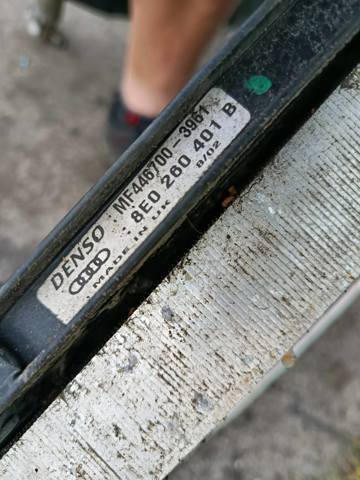 DENSO MF446700-3961
8E0 260 401 B
MADE IN UK 8/02